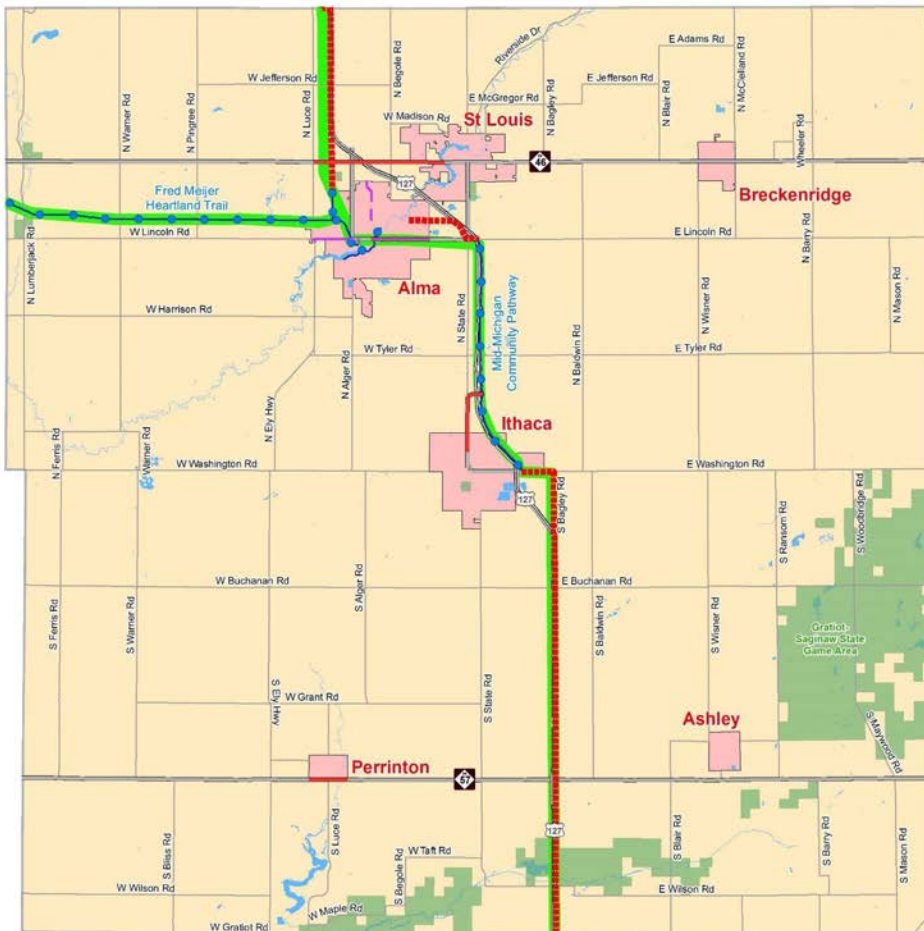 Riverside Dr
E Adams Rd
N McClelland Rd
W Jefferson Rd
N Begole Rd
E Jefferson Rd
N Luce Rd
N Warner Rd
N Pingree Rd
E McGregor Rd
N Bagley Rd
N Blair Rd
W Madison Rd
St Louis
Wheeler Rd
46
Breckenridge
127
Fred Meijer
Heartland Trail
W Lincoln Rd
E Lincoln Rd
N Lumberjack Rd
N Barry Rd
Alma
N State Rd
Mid-Michigan
Community Pathway
N Wisner Rd
N Mason Rd
W Harrison Rd
W Tyler Rd
E Tyler Rd
N Alger Rd
N Baldwin Rd
N Ely Hwy
Ithaca
N Ferris Rd
N Warner Rd
W Washington Rd
E Washington Rd
127
S Bagley Rd
S Ransom Rd
S Woodbridge Rd
W Buchanan Rd
E Buchanan Rd
S Ferris Rd
S Warner Rd
S Alger Rd
S Baldwin Rd
S Wisner Rd
Gratiot-
Saginaw State
Game Area
S Ely Hwy
W Grant Rd
S State Rd
Ashley
S Maywood Rd
Perrinton
57
S Bliss Rd
S Luce Rd
127
S Blair Rd
S Barry Rd
S Mason Rd
W Taft Rd
S Begole Rd
W Wilson Rd
E Wilson Rd
W Maple Rd
W Gratiot Rd